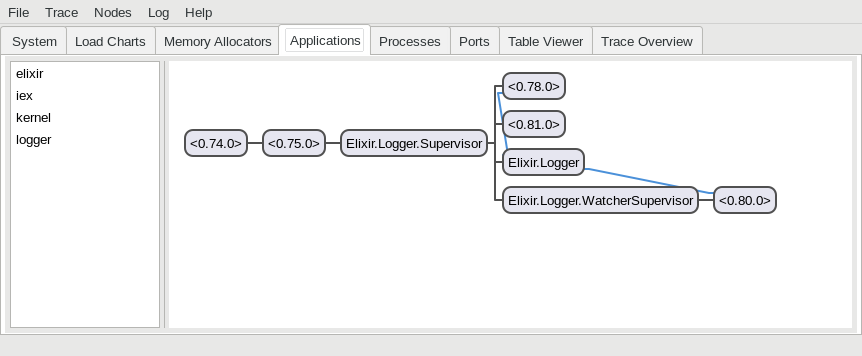 File Trace Nodes Log Help
System Load Charts Memory Allocators Applications Processes Ports Table Viewer Trace Overview
elixir
iex
kernel
logger
<0.74.0> <0.75.0> Elixir.Logger.Supervisor
<0.78.0>
<0.81.0>
Elixir.Logger
Elixir.Logger.WatcherSupervisor <0.80.0>